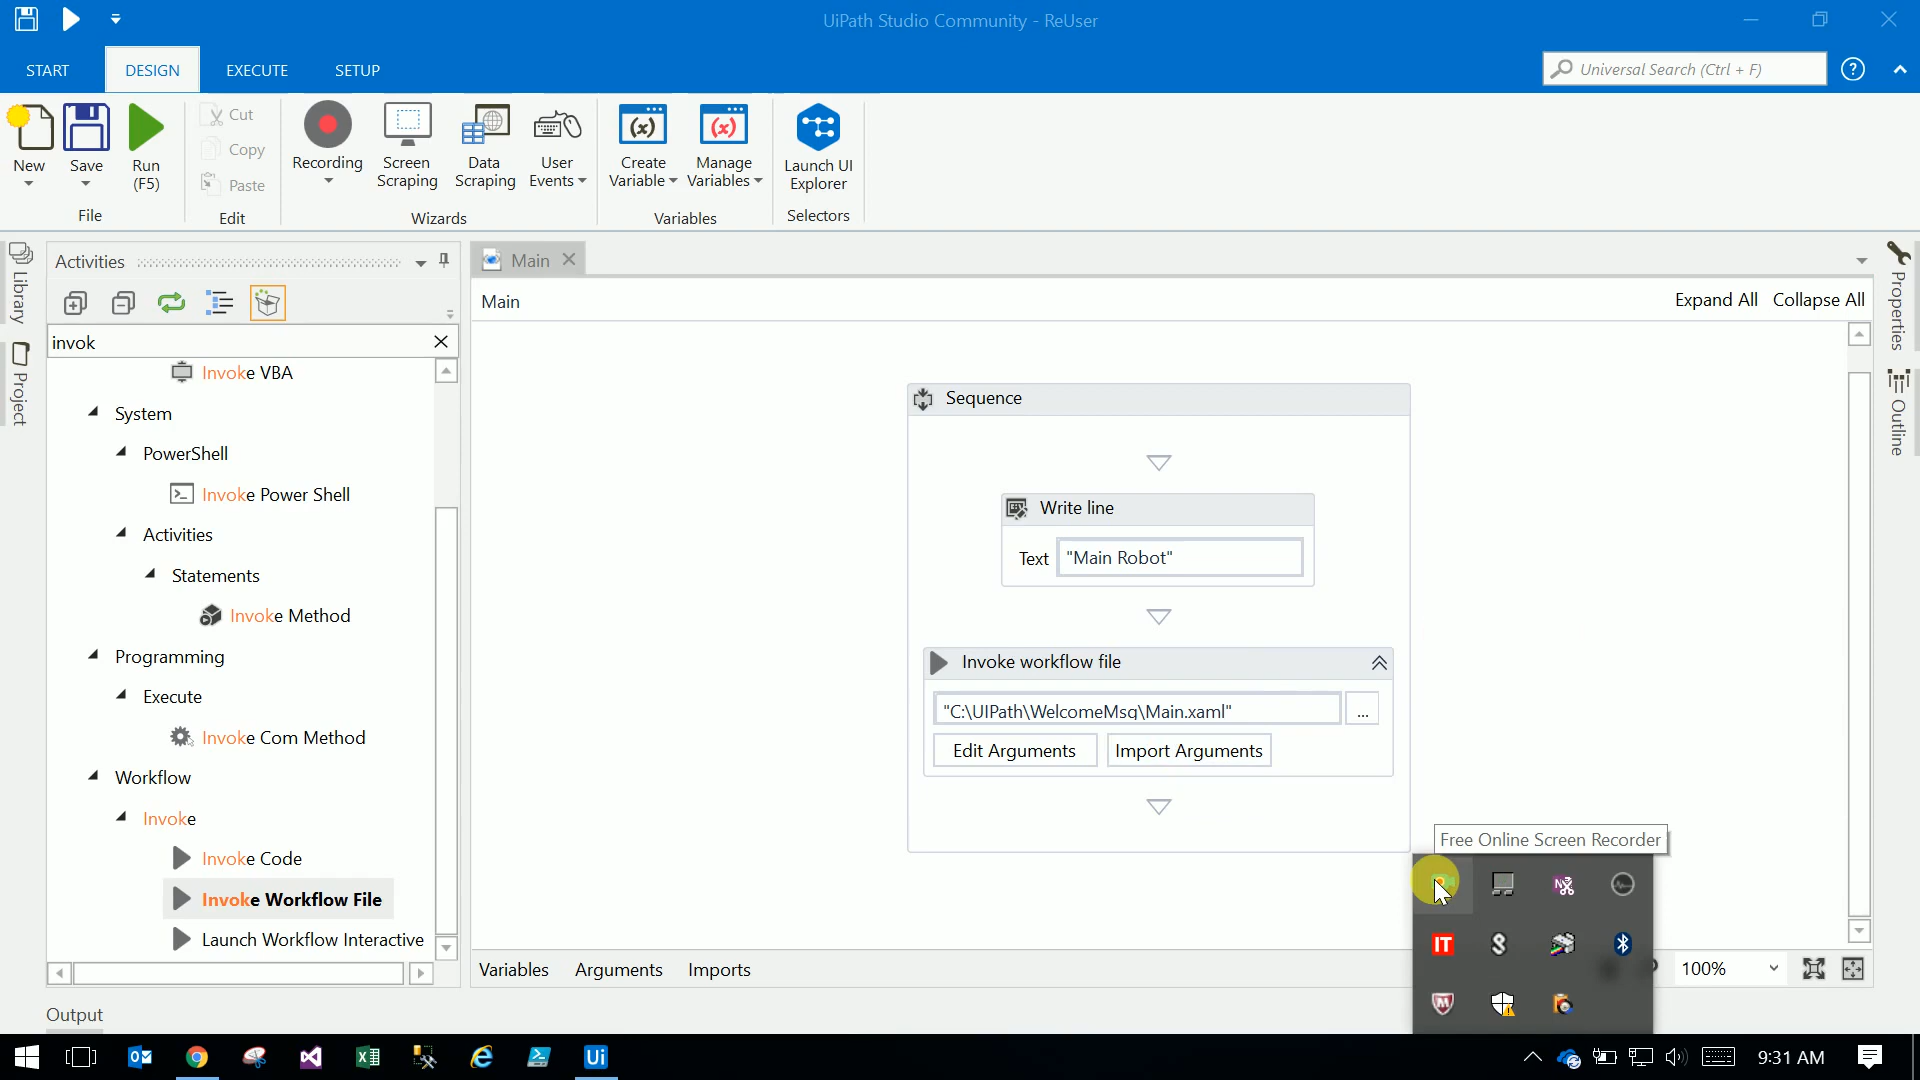 UiPath Studio Community - ReUser
START
DESIGN
EXECUTE
SETUP
Universal Search (Ctrl + F)
?
New
Save
Run
(F5)
File
Cut
Copy
Paste
Edit
Recording
Screen
Scraping
Data
Scraping
User
Events
Wizards
Create
Variable
Manage
Variables
Variables
Launch UI
Explorer
Selectors
Library
Project
Activities
invok
Invoke VBA
System
PowerShell
Invoke Power Shell
Activities
Statements
Invoke Method
Programming
Execute
Invoke Com Method
Workflow
Invoke
Invoke Code
Invoke Workflow File
Launch Workflow Interactive
Main
Main
Expand All
Collapse All
Sequence
Write line
Text
"Main Robot"
Invoke workflow file
"C:\UIPath\WelcomeMsg\Main.xaml"
...
Edit Arguments
Import Arguments
Free Online Screen Recorder
IT
Variables
Arguments
Imports
100%
Properties
Outline
Output
Ui
9:31 AM